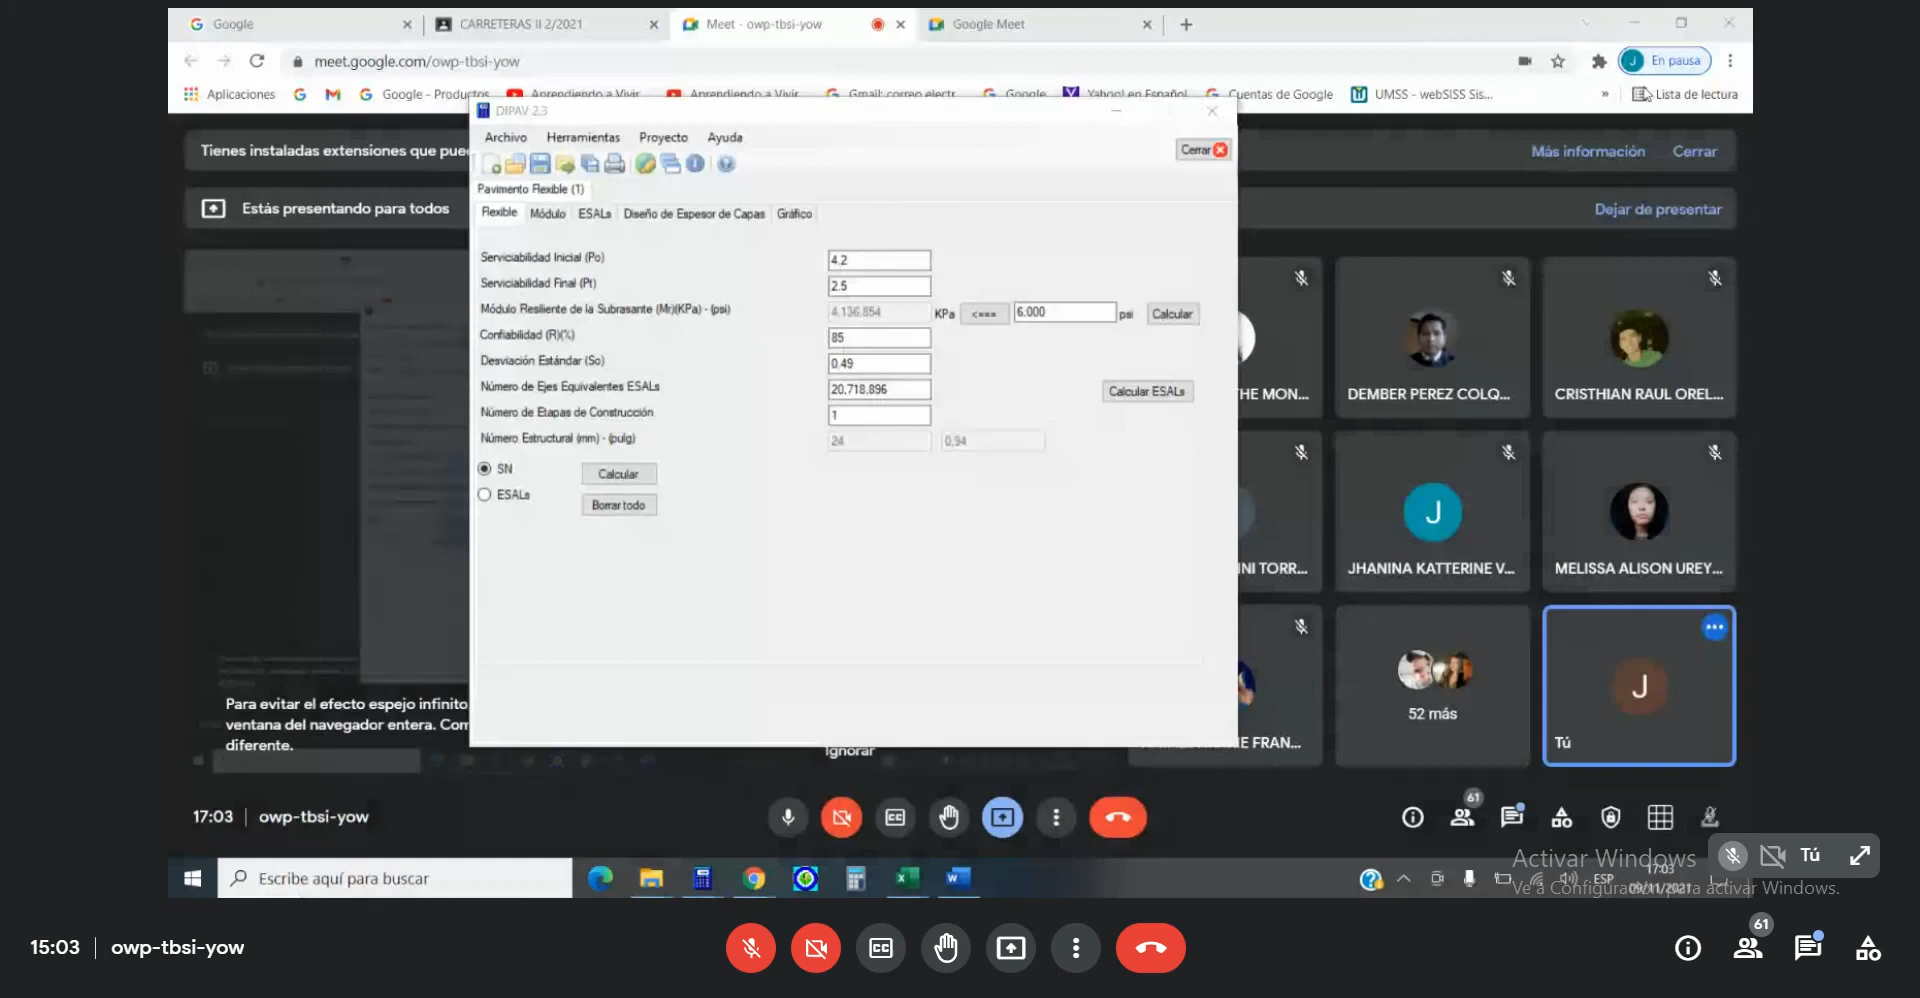 Google
CARRETERAS II 2/2021
Meet - owp-tbsi-yow
Google Meet
meet.google.com/owp-tbsi-yow
J
En pausa
Aplicaciones
Google - Productos
Aprendiendo a Vivir
Aprendiendo a Vivir
Gmail: correo electr
Google
Yahoo! en Español
Cuentas de Google
UMSS - webSISS Sis...
»
Lista de lectura
DIPAV 2.3
Archivo Herramientas Proyecto Ayuda
Cerrar
Pavimento Flexible (1)
Flexible Módulo ESALs Diseño de Espesor de Capas Gráfico
Serviciabilidad Inicial (Po) 4.2
Serviciabilidad Final (Pt) 2.5
Módulo Resiliente de la Subrasante (Mr)(KPa) - (psi) 4.136.854 KPa <=== 6.000 psi Calcular
Confiabilidad (R)(%) 85
Desviación Estándar (So) 0.49
Número de Ejes Equivalentes ESALs 20,718,896 Calcular ESALs
Número de Etapas de Construcción 1
Número Estructural (mm) - (pulg) 24 0,94
SN Calcular
ESALs Borrar todo
Tienes instaladas extensiones que pue
Más información Cerrar
Estás presentando para todos
Dejar de presentar
HE MON...
DEMBER PEREZ COLQ...
CRISTHIAN RAUL OREL...
INI TORR...
J
JHANINA KATTERINE V...
MELISSA ALISON UREY...
E FRAN...
52 más
J
Tú
Para evitar el efecto espejo infinito
ventana del navegador entera. Com
diferente.
Ignorar
17:03 owp-tbsi-yow
61
Escribe aquí para buscar
ESP
17:03
09/11/2021
Activar Windows
Ve a Configuración para activar Windows.
Tú
15:03 owp-tbsi-yow
61